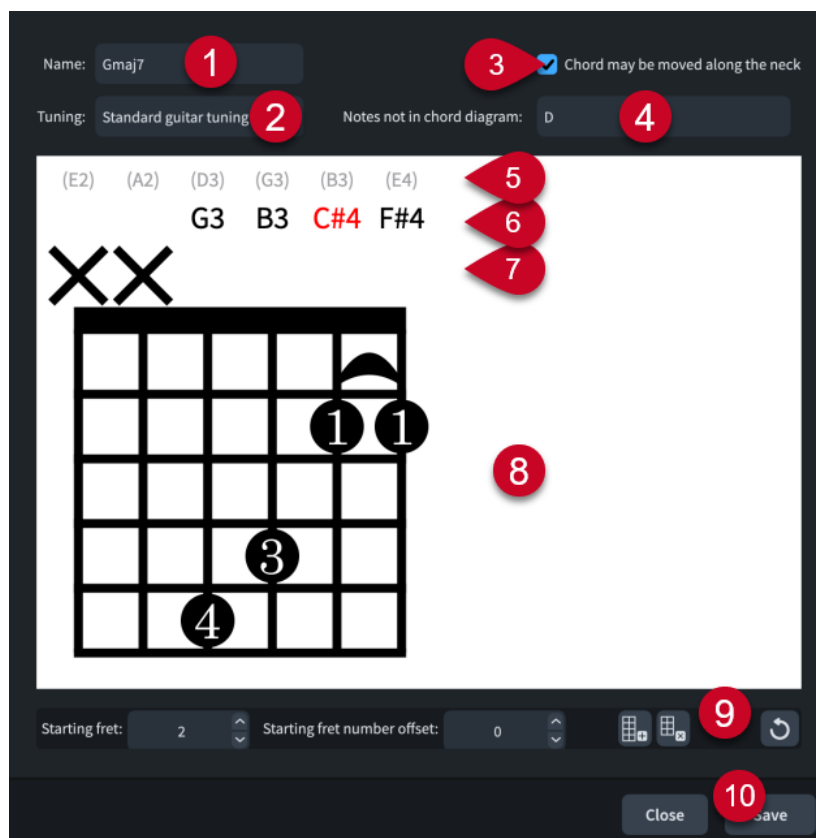 Name: Gmaj7 1 3 Chord may be moved along the neck
Tuning: Standard guitar tuning 2 Notes not in chord diagram: D 4
(E2) (A2) (D3) (G3) (B3) (E4) 5
G3 B3 C#4 F#4 6
7
1 1
8
3
4
Starting fret: 2 Starting fret number offset: 0 9
10
Close ave